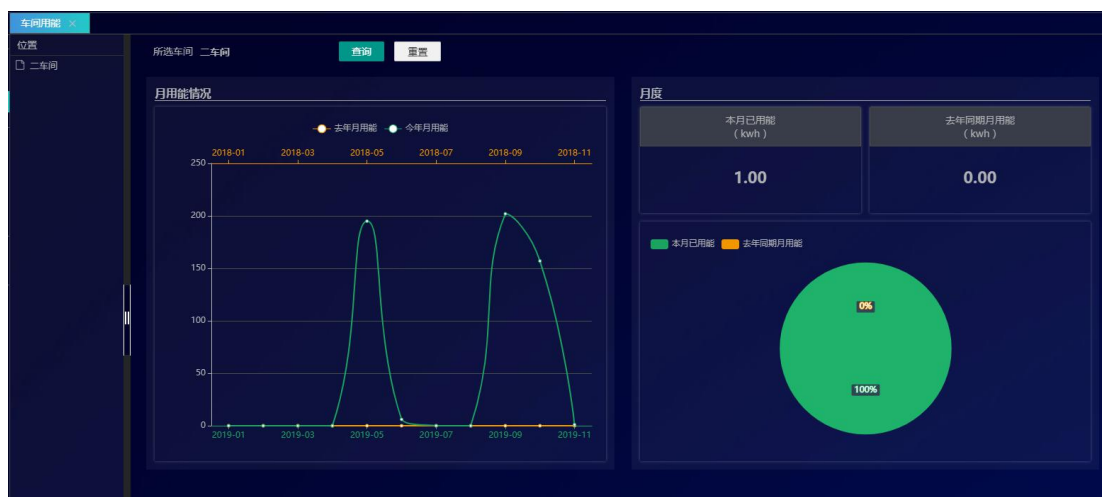 车间用能 ×
位置
二车间
所选车间 二车间 查询 重置
月用能情况
去年月用能 今年月用能
2018-01 2018-03 2018-05 2018-07 2018-09 2018-11
250
200
150
100
50
0
2019-01 2019-03 2019-05 2019-07 2019-09 2019-11
月度
本月已用能
（kwh）
去年同期月用能
（kwh）
1.00
0.00
本月已用能 去年同期月用能
0%
100%